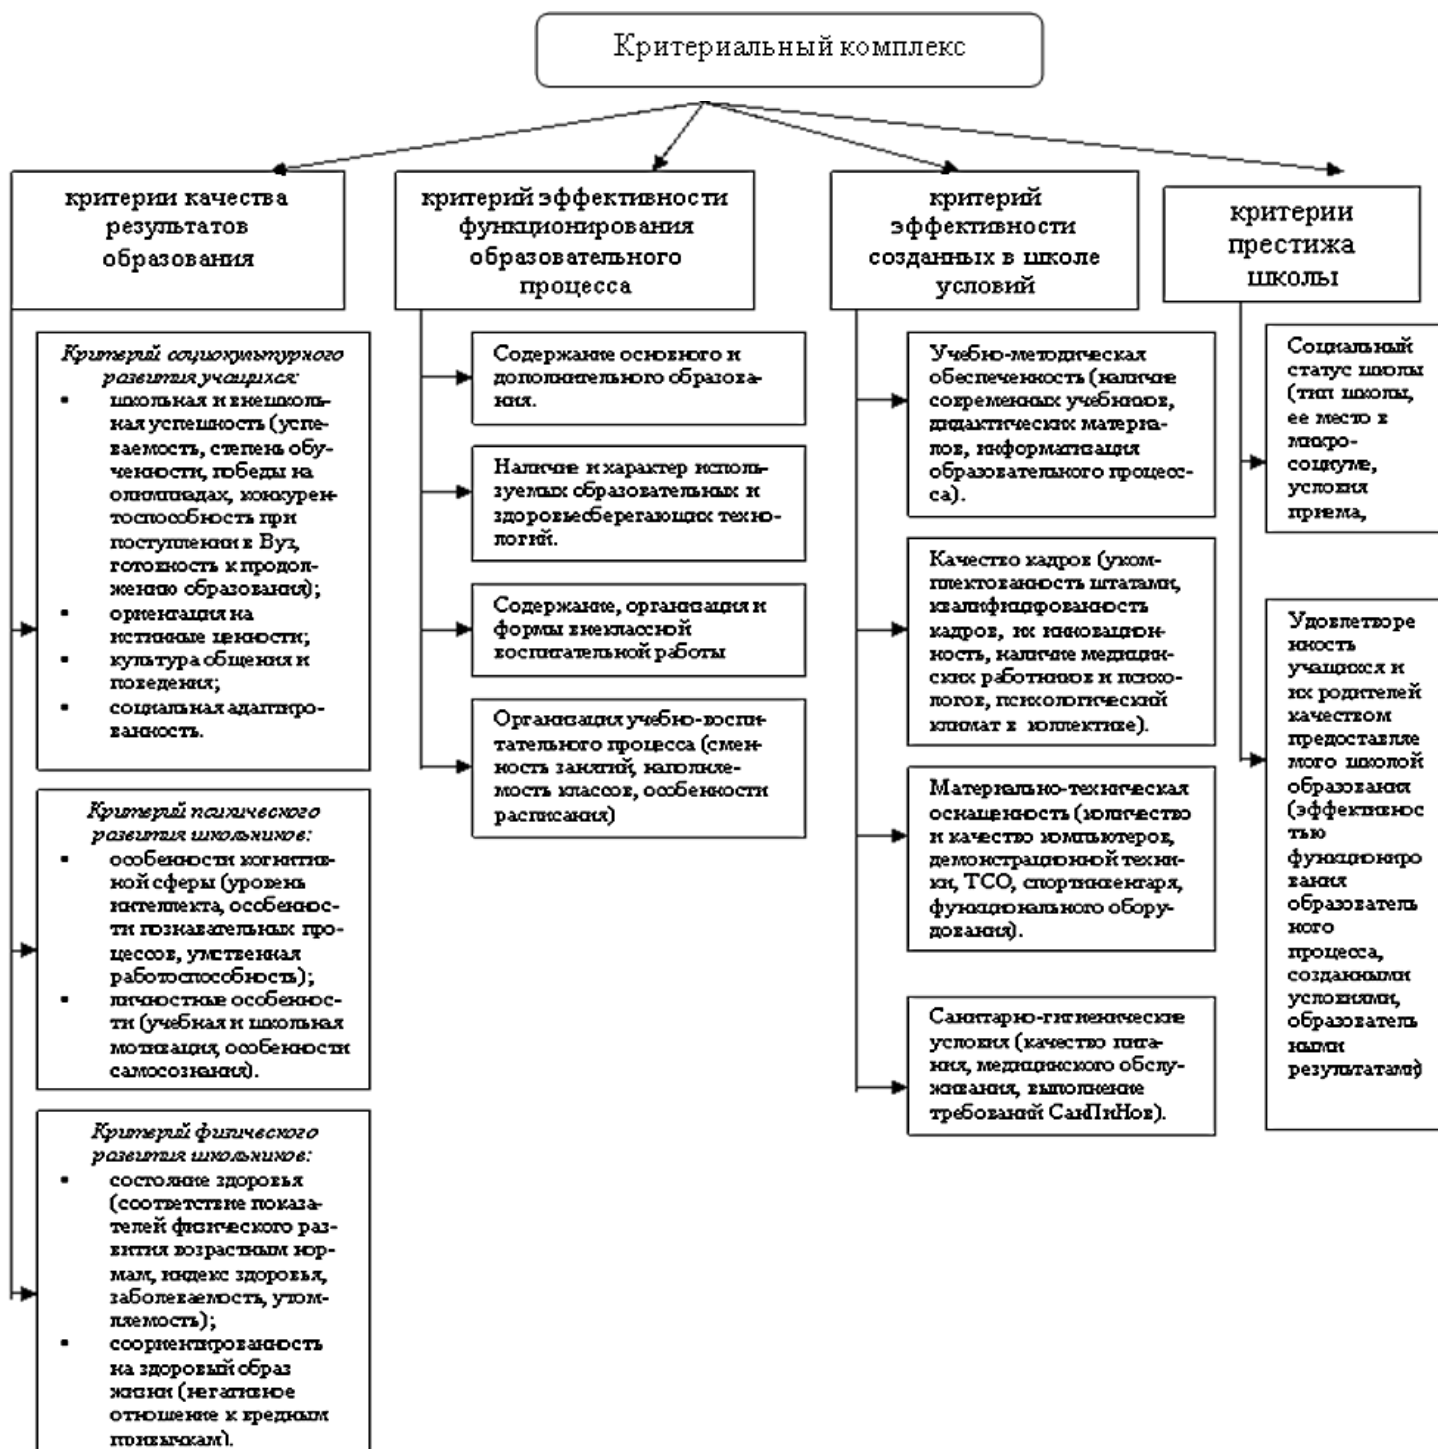 Критериальный комплекс
критерии качества
результатов
образования
Критерий социокультурного
развития учащихся:
▪ школьная и внешколь-
ная успешность (успе-
ваемость, степень обу-
ченности, победы на
олимпиадах, конкурен-
тоспособность при
поступлении в Вуз,
готовность к продол-
жению образования);
▪ ориентация на
истинные ценности;
▪ культура общения и
поведения;
▪ социальная адаптиро-
ванность.
Критерий психического
развития школьников:
▪ особенности когнитив-
ной сферы (уровень
интеллекта, особеннос-
ти познавательных про-
цессов, умственная
работоспособность);
▪ личностные особеннос-
ти (учебная и школьная
мотивация, особенности
самосознания).
Критерий физического
развития школьников:
▪ состояние здоровья
(соответствие показа-
телей физического раз-
вития возрастным нор-
мам, индекс здоровья,
заболеваемость, утом-
ляемость);
▪ соориентированность
на здоровый образ
жизни (негативное
отношение к вредным
привычкам).
критерий эффективности
функционирования
образовательного
процесса
Содержание основного и
дополнительного образова-
ния.
Наличие и характер исполь-
зуемых образовательных и
здоровьесберегающих техно-
логий.
Содержание, организация и
формы внеклассной
воспитательной работы
Организация учебно-воспи-
тательного процесса (смен-
ность занятий, наполняе-
мость классов, особенности
расписания)
критерий
эффективности
созданных в школе
условий
Учебно-методическая
обеспеченность (наличие
современных учебников,
дидактических материа-
лов, информатизация
образовательного процесс-
са).
Качество кадров (уком-
плектованность штатами,
квалифицированность
кадров, их инновацион-
ность, наличие медицин-
ских работников и психо-
логов, психологический
климат в коллективе).
Материально-техническая
оснащенность (количество
и качество компьютеров,
демонстрационной техни-
ки, ТСО, спортинвентаря,
функционального обору-
дования).
Санитарно-гигиенические
условия (качество пита-
ния, медицинского обслу-
живания, выполнение
требований СанПиНов).
критерии
престижа
школы
Социальный
статус школы
(тип школы,
ее место в
микро-
социуме,
условия
приема,
Удовлетворе
нность
учащихся и
их родителей
качеством
предоставляе
мого школой
образования
(эффективнос
тью
функциониро
вания
образователь
ного
процесса,
созданными
условиями,
образователь
ными
результатами)